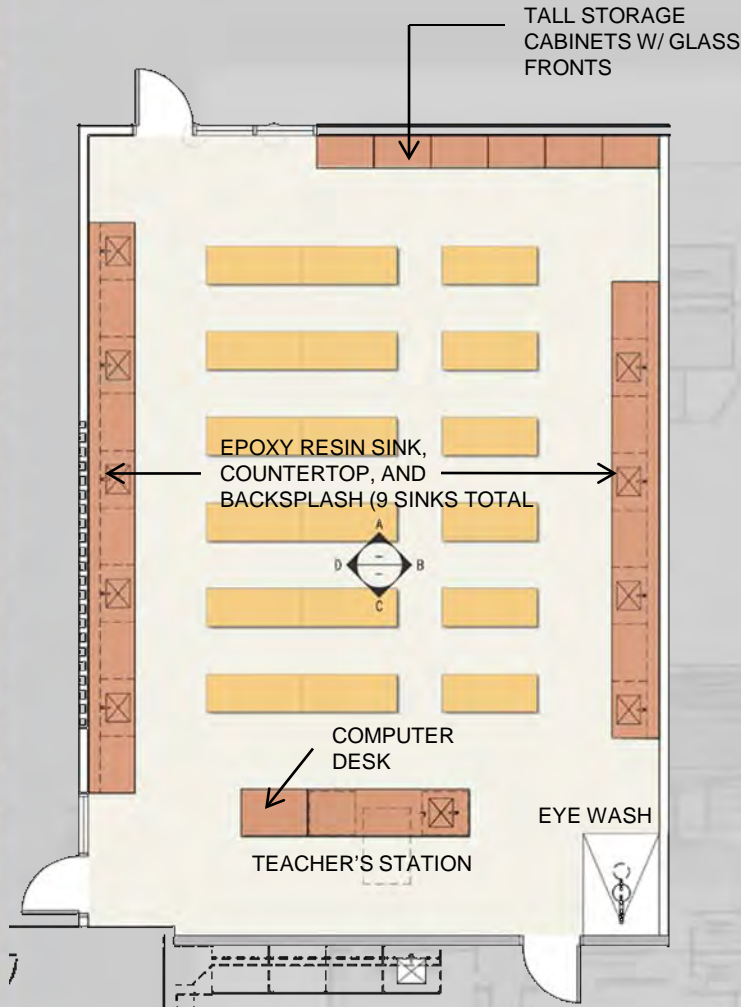 TALL STORAGE
CABINETS W/ GLASS
FRONTS
EPOXY RESIN SINK,
COUNTERTOP, AND
BACKSPLASH (9 SINKS TOTAL
A
D
B
C
COMPUTER
DESK
EYE WASH
TEACHER'S STATION